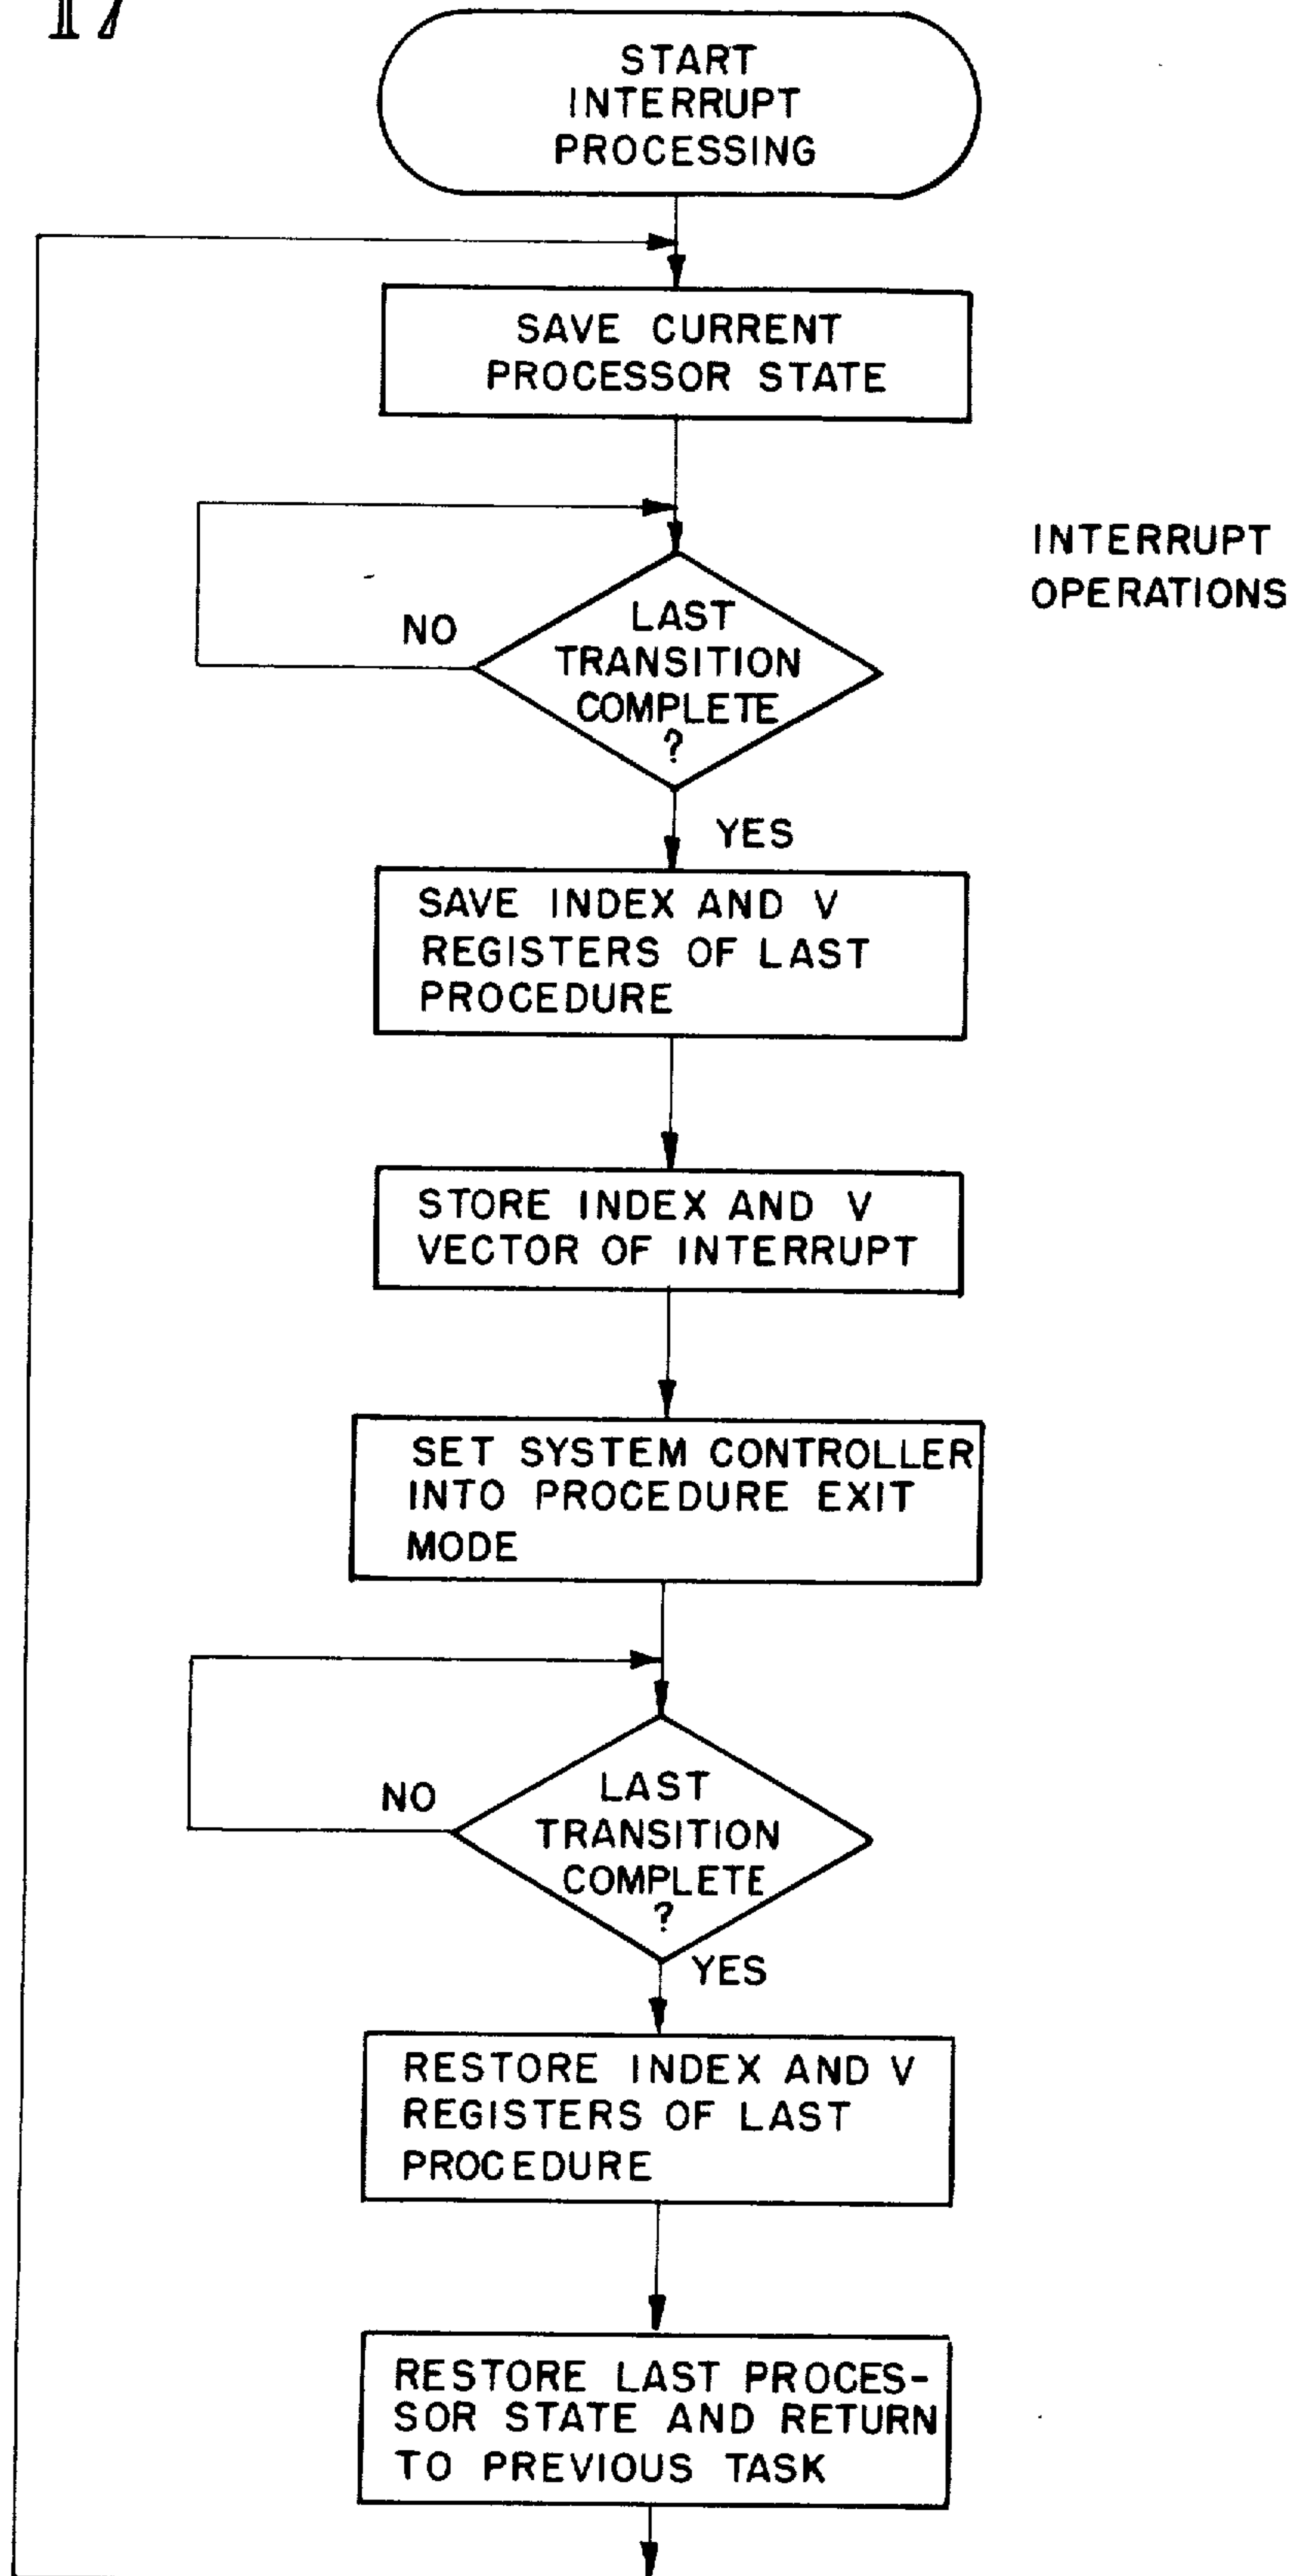 17
START
INTERRUPT
PROCESSING
SAVE CURRENT
PROCESSOR STATE
INTERRUPT
OPERATIONS
LAST
TRANSITION
COMPLETE
?
NO
YES
SAVE INDEX AND V
REGISTERS OF LAST
PROCEDURE
STORE INDEX AND V
VECTOR OF INTERRUPT
SET SYSTEM CONTROLLER
INTO PROCEDURE EXIT
MODE
LAST
TRANSITION
COMPLETE
?
NO
YES
RESTORE INDEX AND V
REGISTERS OF LAST
PROCEDURE
RESTORE LAST PROCES-
SOR STATE AND RETURN
TO PREVIOUS TASK